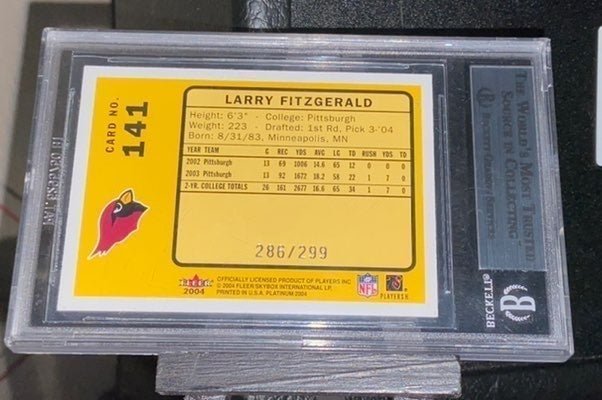 CARD NO.
141
LARRY FITZGERALD
Height: 6'3" - College: Pittsburgh
Weight: 223 - Drafted: 1st Rd, Pick 3-'04
Born: 8/31/83, Minneapolis, MN
YEAR TEAM G REC YDS AVG LG TD RUSH YDS TD
2002 Pittsburgh 13 69 1006 14.6 65 12 0 0 0
2003 Pittsburgh 13 92 1672 18.2 58 22 1 7 0
2-YR. COLLEGE TOTALS 26 161 2677 16.6 65 34 1 7 0
286/299
FLEER
2004
OFFICIALLY LICENSED PRODUCT OF PLAYERS INC
© 2004 FLEER SKYBOX INTERNATIONAL LP,
PRINTED IN U.S.A. PLATINUM 2004
NFL
PLAYERS
THE WORLD'S MOST TRUSTED
SOURCE IN COLLECTING
BECKETT
B